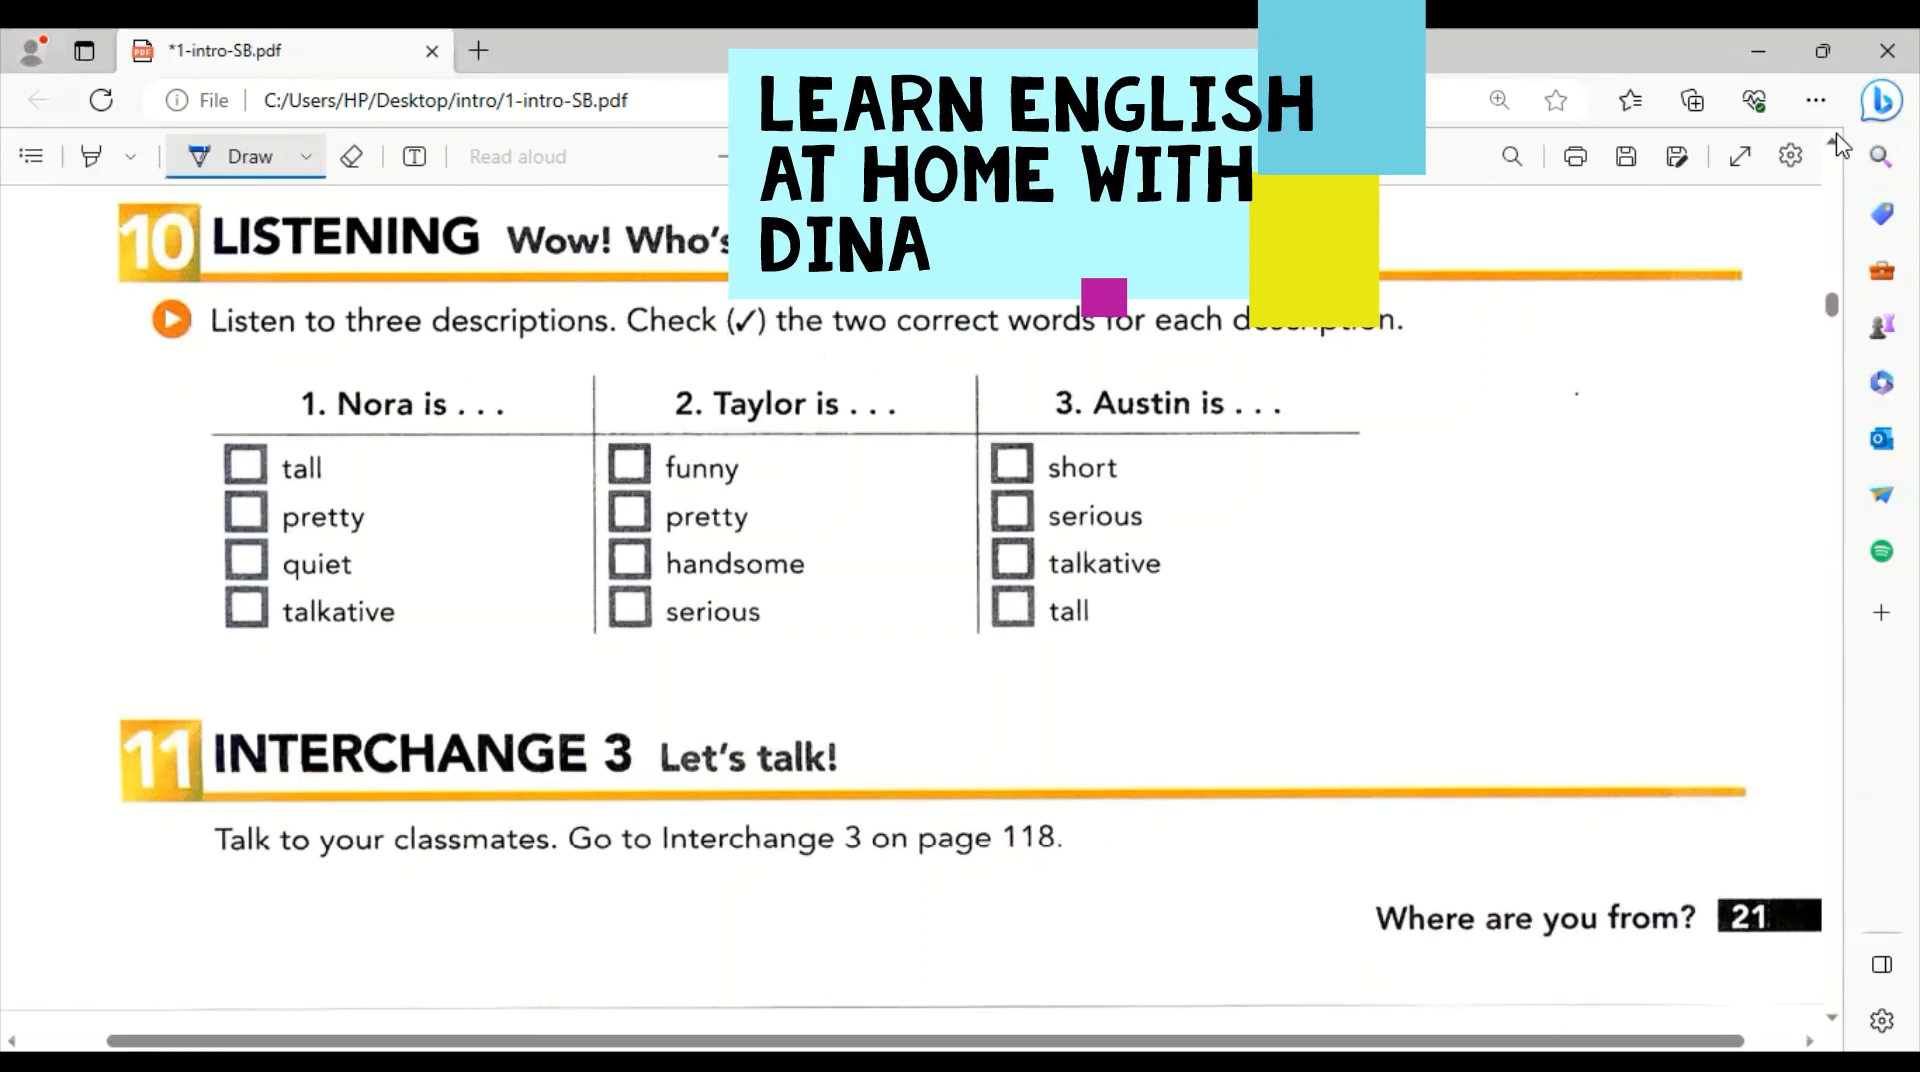 *1-intro-SB.pdf
File
C:/Users/HP/Desktop/intro/1-intro-SB.pdf
Draw
Read aloud
LEARN ENGLISH
AT HOME WITH
DINA
10 LISTENING Wow! Who's
Listen to three descriptions. Check (✓) the two correct words for each description.
1. Nora is . . .
tall
pretty
quiet
talkative
2. Taylor is . . .
funny
pretty
handsome
serious
3. Austin is . . .
short
serious
talkative
tall
11 INTERCHANGE 3 Let's talk!
Talk to your classmates. Go to Interchange 3 on page 118.
Where are you from? 21